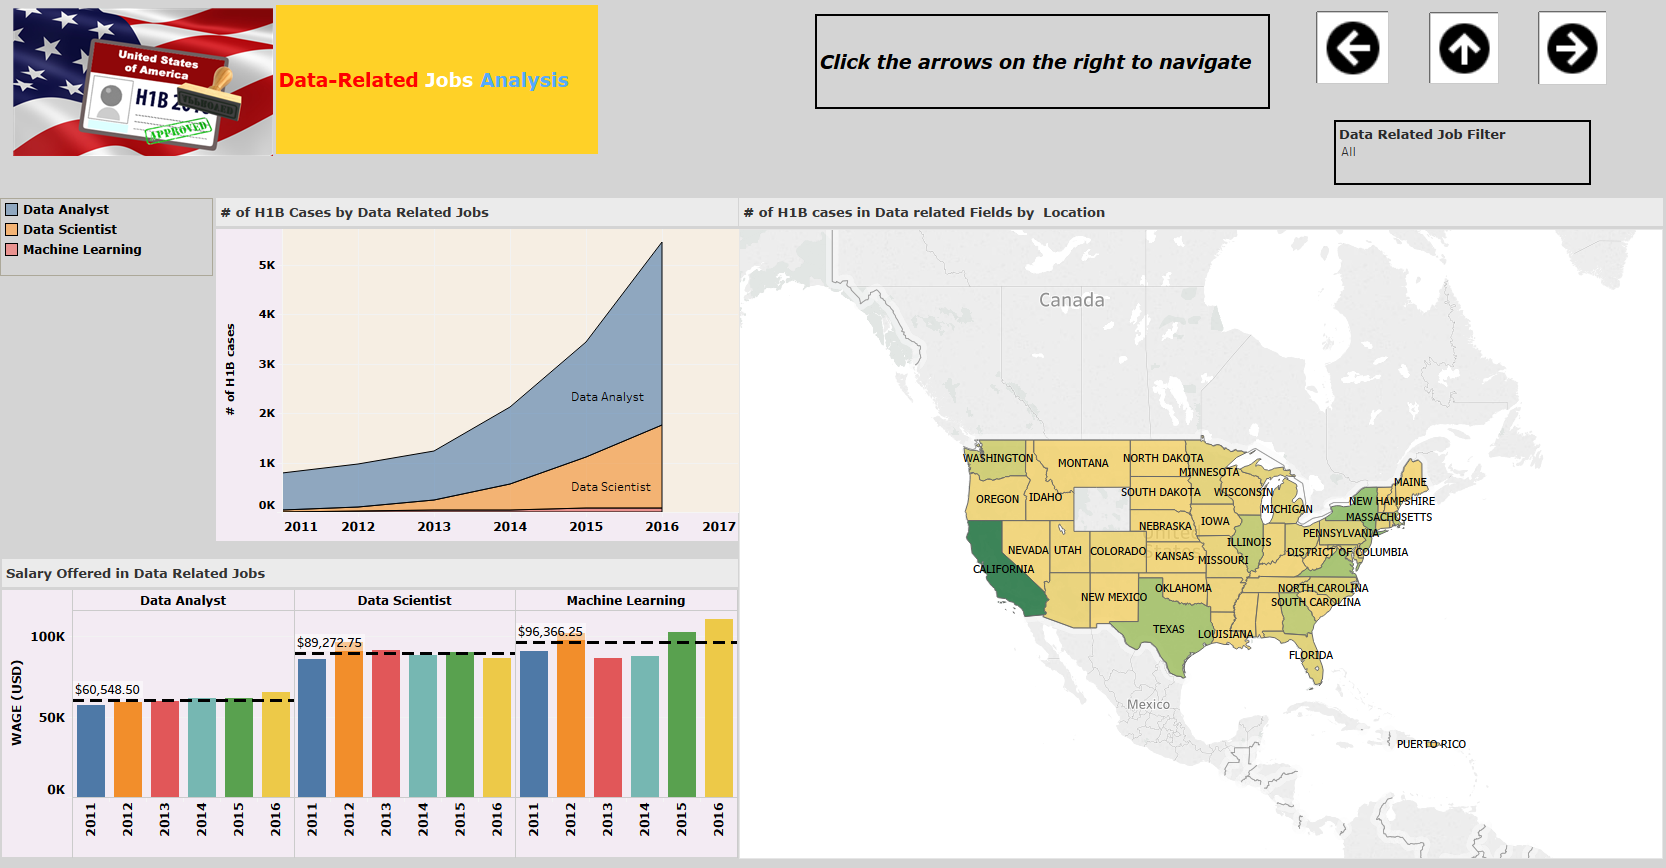 United States
of America
H1B
APPROVED
Data-Related Jobs Analysis
Click the arrows on the right to navigate
Data Related Job Filter
All
Data Analyst
Data Scientist
Machine Learning
# of H1B Cases by Data Related Jobs
# of H1B cases
5K
4K
3K
2K
1K
0K
Data Analyst
Data Scientist
2011 2012 2013 2014 2015 2016 2017
# of H1B cases in Data related Fields by Location
Canada
WASHINGTON
MONTANA
NORTH DAKOTA
MINNESOTA
OREGON
IDAHO
SOUTH DAKOTA
WISCONSIN
MICHIGAN
MAINE
NEW HAMPSHIRE
MASSACHUSETTS
NEBRASKA
IOWA
PENNSYLVANIA
NEVADA
UTAH
COLORADO
KANSAS
MISSOURI
ILLINOIS
DISTRICT OF COLUMBIA
CALIFORNIA
NEW MEXICO
OKLAHOMA
NORTH CAROLINA
SOUTH CAROLINA
TEXAS
LOUISIANA
FLORIDA
Mexico
PUERTO RICO
Salary Offered in Data Related Jobs
Data Analyst
Data Scientist
Machine Learning
WAGE (USD)
100K
50K
0K
$60,548.50
$89,272.75
$96,366.25
2011 2012 2013 2014 2015 2016
2011 2012 2013 2014 2015 2016
2011 2012 2013 2014 2015 2016